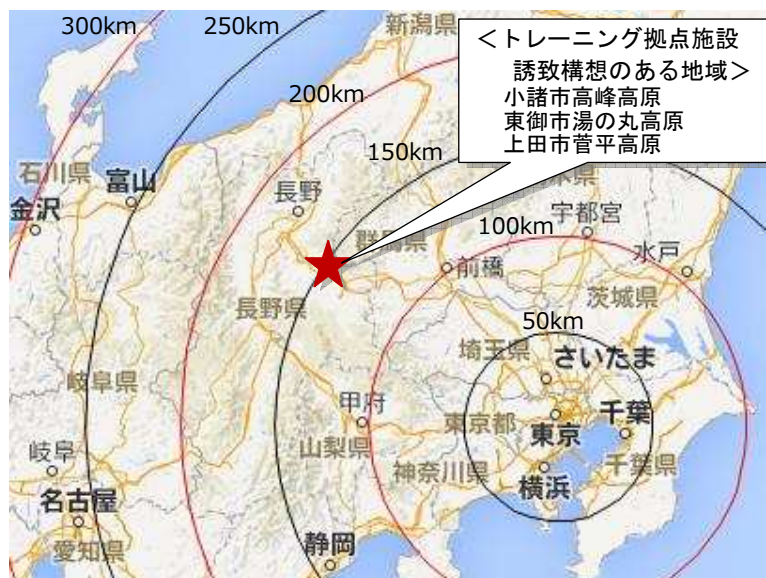 300km
250km
新潟県
＜トレーニング拠点施設
誘致構想のある地域＞
小諸市高峰高原
東御市湯の丸高原
上田市菅平高原
200km
150km
石川県
富山
金沢
長野
木県
100km
宇都宮
群馬県
前橋
水戸
茨城県
長野県
50km
埼玉県
さいたま
岐阜県
甲府
東京都
東京
千葉
山梨県
神奈川県
千葉県
岐阜
横浜
名古屋
静岡
愛知県